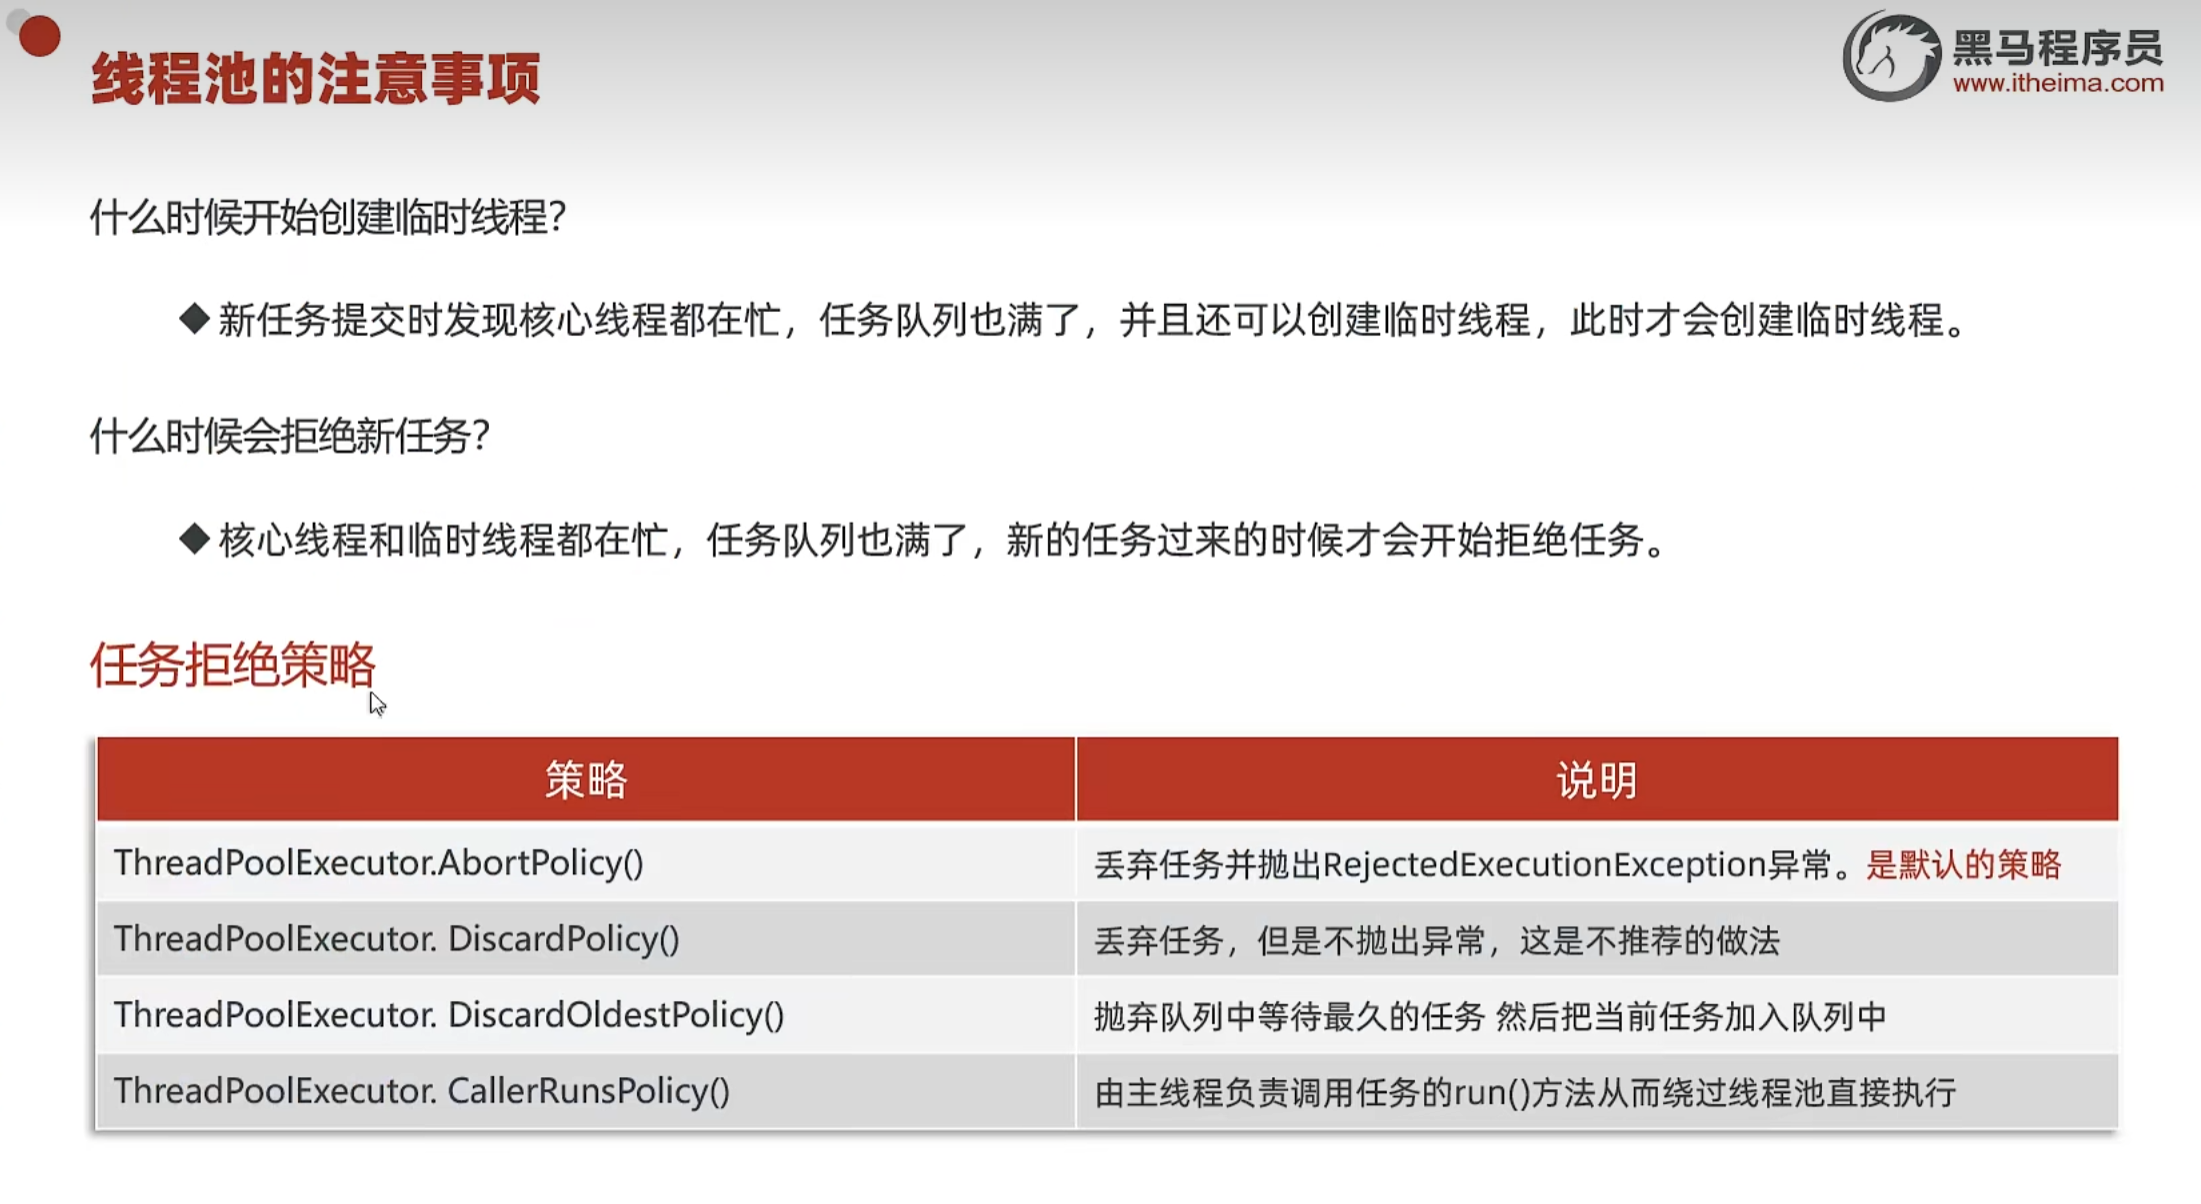 线程池的注意事项
黑马程序员
www.itheima.com
什么时候开始创建临时线程？
◆新任务提交时发现核心线程都在忙，任务队列也满了，并且还可以创建临时线程，此时才会创建临时线程。
什么时候会拒绝新任务？
◆核心线程和临时线程都在忙，任务队列也满了，新的任务过来的时候才会开始拒绝任务。
任务拒绝策略
策略 说明
ThreadPoolExecutor.AbortPolicy() 丢弃任务并抛出RejectedExecutionException异常。是默认的策略
ThreadPoolExecutor. DiscardPolicy() 丢弃任务，但是不抛出异常，这是不推荐的做法
ThreadPoolExecutor. DiscardOldestPolicy() 抛弃队列中等待最久的任务 然后把当前任务加入队列中
ThreadPoolExecutor. CallerRunsPolicy() 由主线程负责调用任务的run()方法从而绕过线程池直接执行